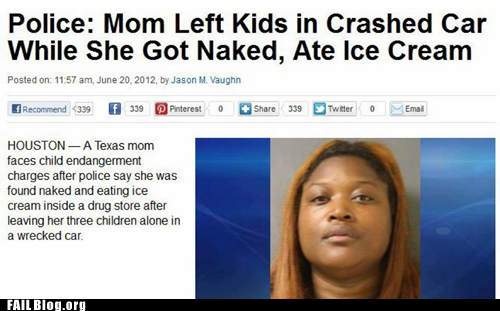 Police: Mom Left Kids in Crashed Car
While She Got Naked, Ate Ice Cream
Posted on: 11:57 am, June 20, 2012, by Jason M. Vaughn
Recommend 339 339 Pinterest 0 Share 339 Twitter 0 Email
HOUSTON — A Texas mom
faces child endangerment
charges after police say she was
found naked and eating ice
cream inside a drug store after
leaving her three children alone in
a wrecked car.
FAILBlog.org